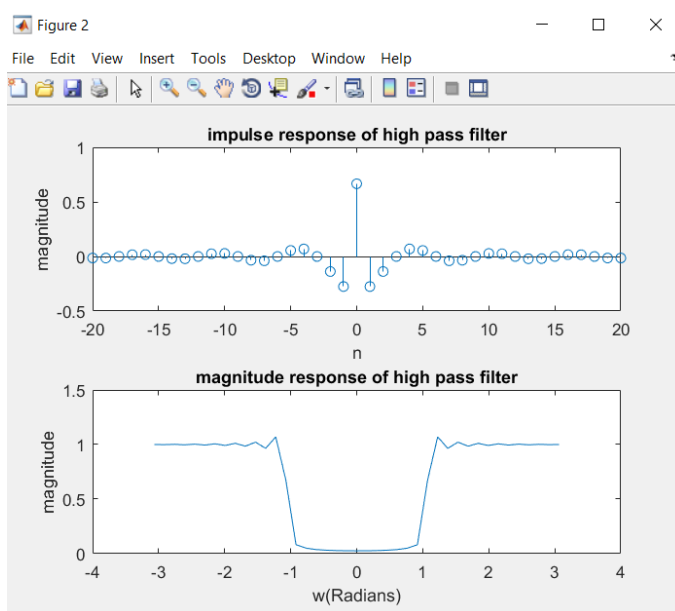 Figure 2
File Edit View Insert Tools Desktop Window Help
impulse response of high pass filter
magnitude
1
0.5
0
-0.5
-20 -15 -10 -5 0 5 10 15 20
n
magnitude response of high pass filter
magnitude
1.5
1
0.5
0
-4 -3 -2 -1 0 1 2 3 4
w(Radians)